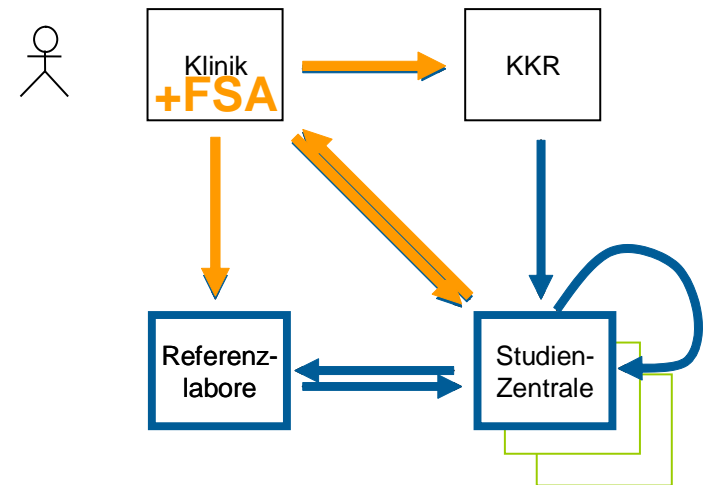 Klinik
+FSA
KKR
Referenz-
labore
Studien-
Zentrale